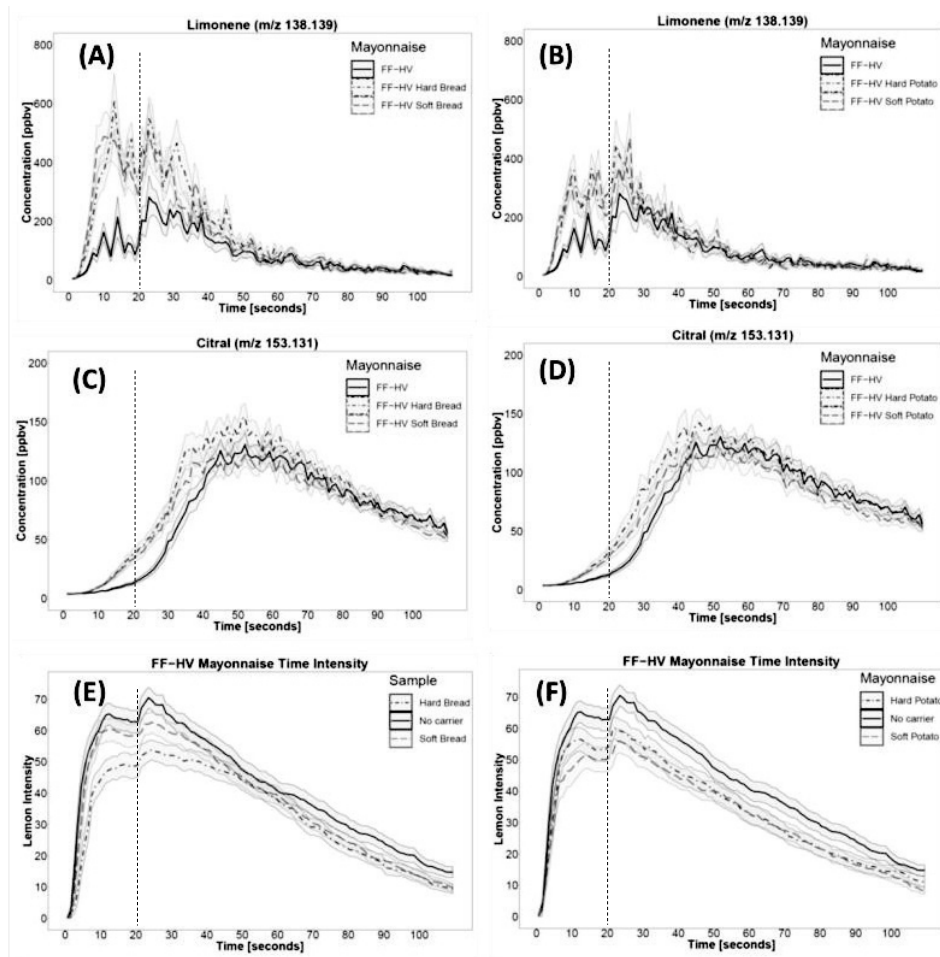 Limonene (m/z 138.139)
(A)
Mayonnaise
FF-HV
FF-HV Hard Bread
FF-HV Soft Bread
Concentration [ppbv]
800
600
400
200
0
0 10 20 30 40 50 60 70 80 90 100
Time [seconds]
Limonene (m/z 138.139)
(B)
Mayonnaise
FF-HV
FF-HV Hard Potato
FF-HV Soft Potato
Concentration [ppbv]
800
600
400
200
0
0 10 20 30 40 50 60 70 80 90 100
Time [seconds]
Citral (m/z 153.131)
(C)
Mayonnaise
FF-HV
FF-HV Hard Bread
FF-HV Soft Bread
Concentration [ppbv]
200
150
100
50
0
0 10 20 30 40 50 60 70 80 90 100
Time [seconds]
Citral (m/z 153.131)
(D)
Mayonnaise
FF-HV
FF-HV Hard Potato
FF-HV Soft Potato
Concentration [ppbv]
200
150
100
50
0
0 10 20 30 40 50 60 70 80 90 100
Time [seconds]
FF-HV Mayonnaise Time Intensity
(E)
Sample
Hard Bread
No carrier
Soft Bread
Lemon Intensity
70
60
50
40
30
20
10
0
0 10 20 30 40 50 60 70 80 90 100
Time [seconds]
FF-HV Mayonnaise Time Intensity
(F)
Mayonnaise
Hard Potato
No carrier
Soft Potato
Lemon Intensity
70
60
50
40
30
20
10
0
0 10 20 30 40 50 60 70 80 90 100
Time [seconds]